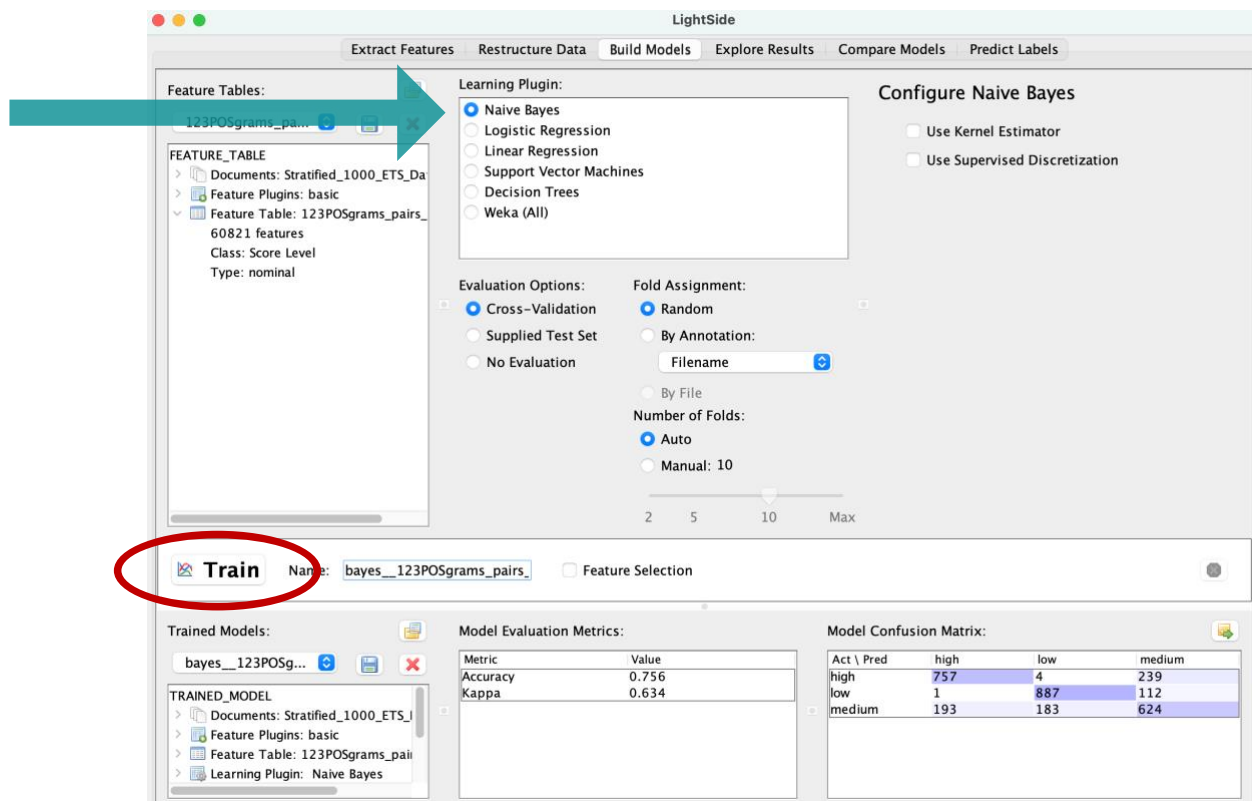 LightSide
Extract Features Restructure Data Build Models Explore Results Compare Models Predict Labels
Feature Tables:
123POSgrams_pa...
FEATURE_TABLE
Documents: Stratified_1000_ETS_Da
Feature Plugins: basic
Feature Table: 123POSgrams_pairs_
60821 features
Class: Score Level
Type: nominal
Learning Plugin:
Naive Bayes
Logistic Regression
Linear Regression
Support Vector Machines
Decision Trees
Weka (All)
Configure Naive Bayes
Use Kernel Estimator
Use Supervised Discretization
Evaluation Options:
Cross-Validation
Supplied Test Set
No Evaluation
Fold Assignment:
Random
By Annotation:
Filename
By File
Number of Folds:
Auto
Manual: 10
2 5 10 Max
Train Name: bayes__123POSgrams_pairs_ Feature Selection
Trained Models:
bayes__123POSg...
TRAINED_MODEL
Documents: Stratified_1000_ETS_
Feature Plugins: basic
Feature Table: 123POSgrams_pai
Learning Plugin: Naive Bayes
Model Evaluation Metrics:
Metric Value
Accuracy 0.756
Kappa 0.634
Model Confusion Matrix:
Act \ Pred high low medium
high 757 4 239
low 1 887 112
medium 193 183 624